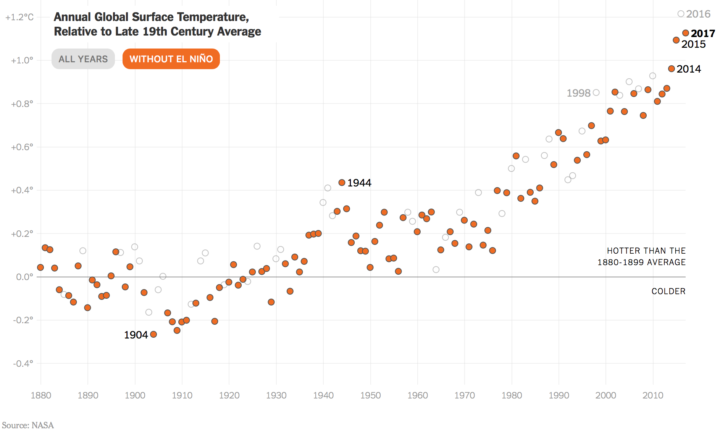 Annual Global Surface Temperature,
Relative to Late 19th Century Average
ALL YEARS
WITHOUT EL NIÑO
+1.2°C
+1.0°
+0.8°
+0.6°
+0.4°
+0.2°
0.0°
-0.2°
-0.4°
2016
2017
2015
2014
1998
1944
1904
HOTTER THAN THE
1880-1899 AVERAGE
COLDER
1880 1890 1900 1910 1920 1930 1940 1950 1960 1970 1980 1990 2000 2010
Source: NASA